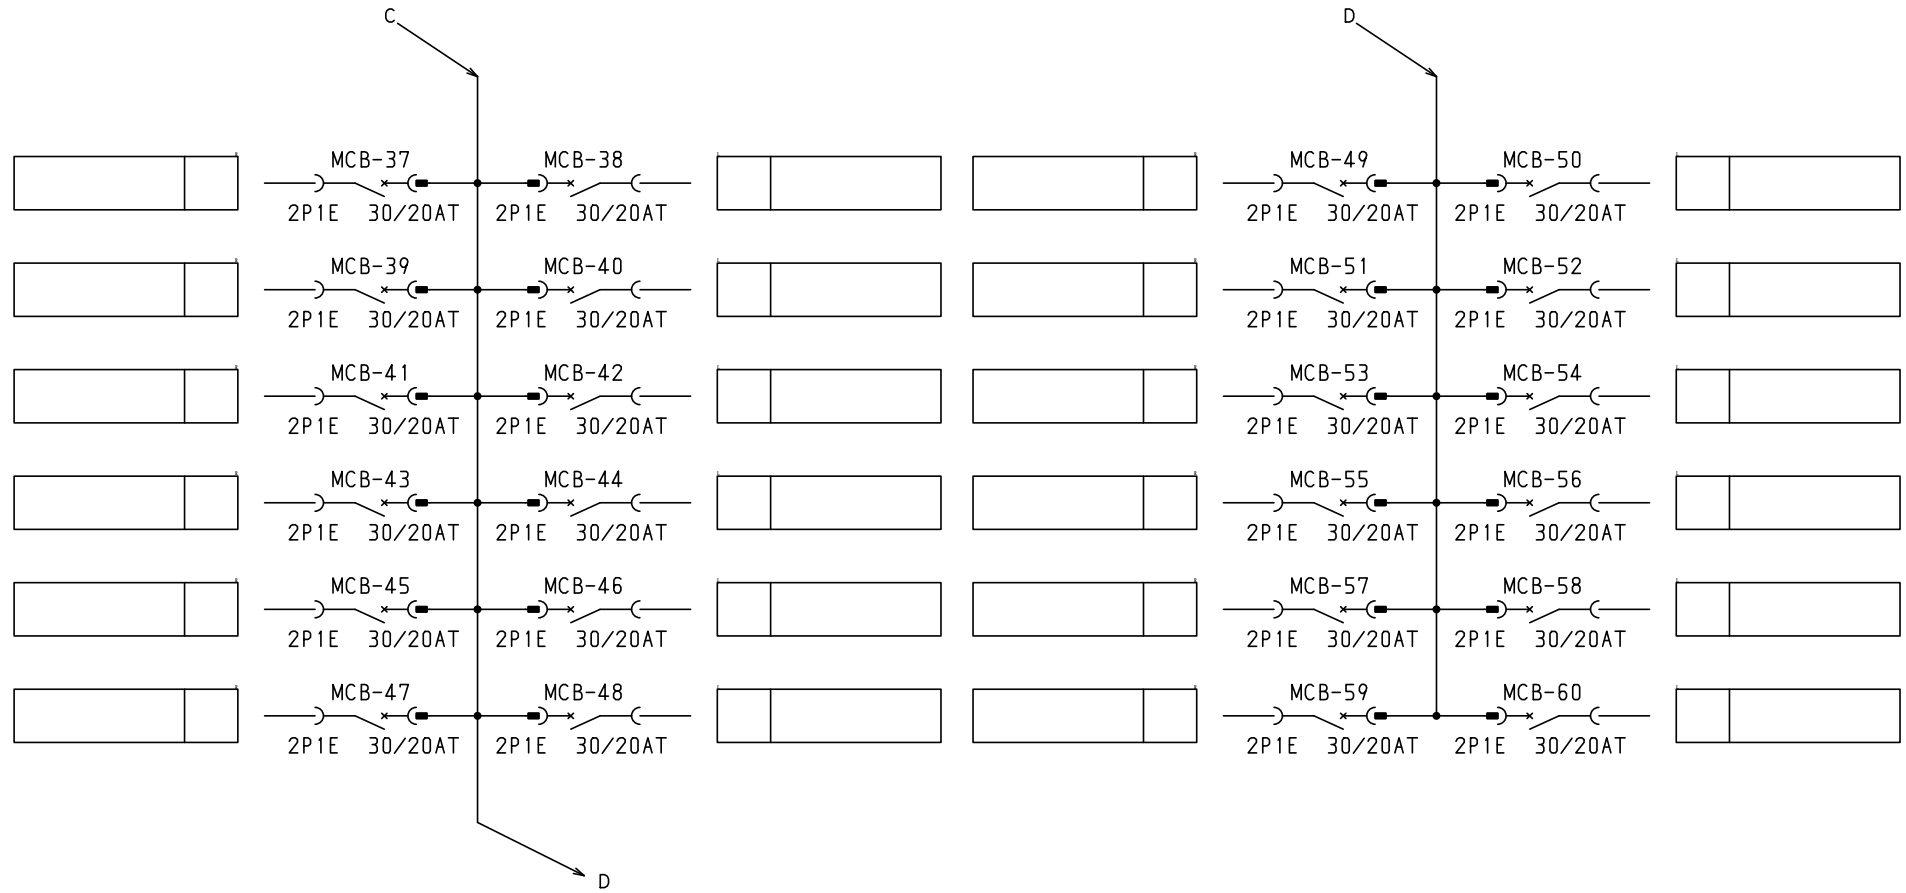 C D
MCB-37 MCB-38 MCB-49 MCB-50
2P1E 30/20AT 2P1E 30/20AT 2P1E 30/20AT 2P1E 30/20AT
MCB-39 MCB-40 MCB-51 MCB-52
2P1E 30/20AT 2P1E 30/20AT 2P1E 30/20AT 2P1E 30/20AT
MCB-41 MCB-42 MCB-53 MCB-54
2P1E 30/20AT 2P1E 30/20AT 2P1E 30/20AT 2P1E 30/20AT
MCB-43 MCB-44 MCB-55 MCB-56
2P1E 30/20AT 2P1E 30/20AT 2P1E 30/20AT 2P1E 30/20AT
MCB-45 MCB-46 MCB-57 MCB-58
2P1E 30/20AT 2P1E 30/20AT 2P1E 30/20AT 2P1E 30/20AT
MCB-47 MCB-48 MCB-59 MCB-60
2P1E 30/20AT 2P1E 30/20AT 2P1E 30/20AT 2P1E 30/20AT
D